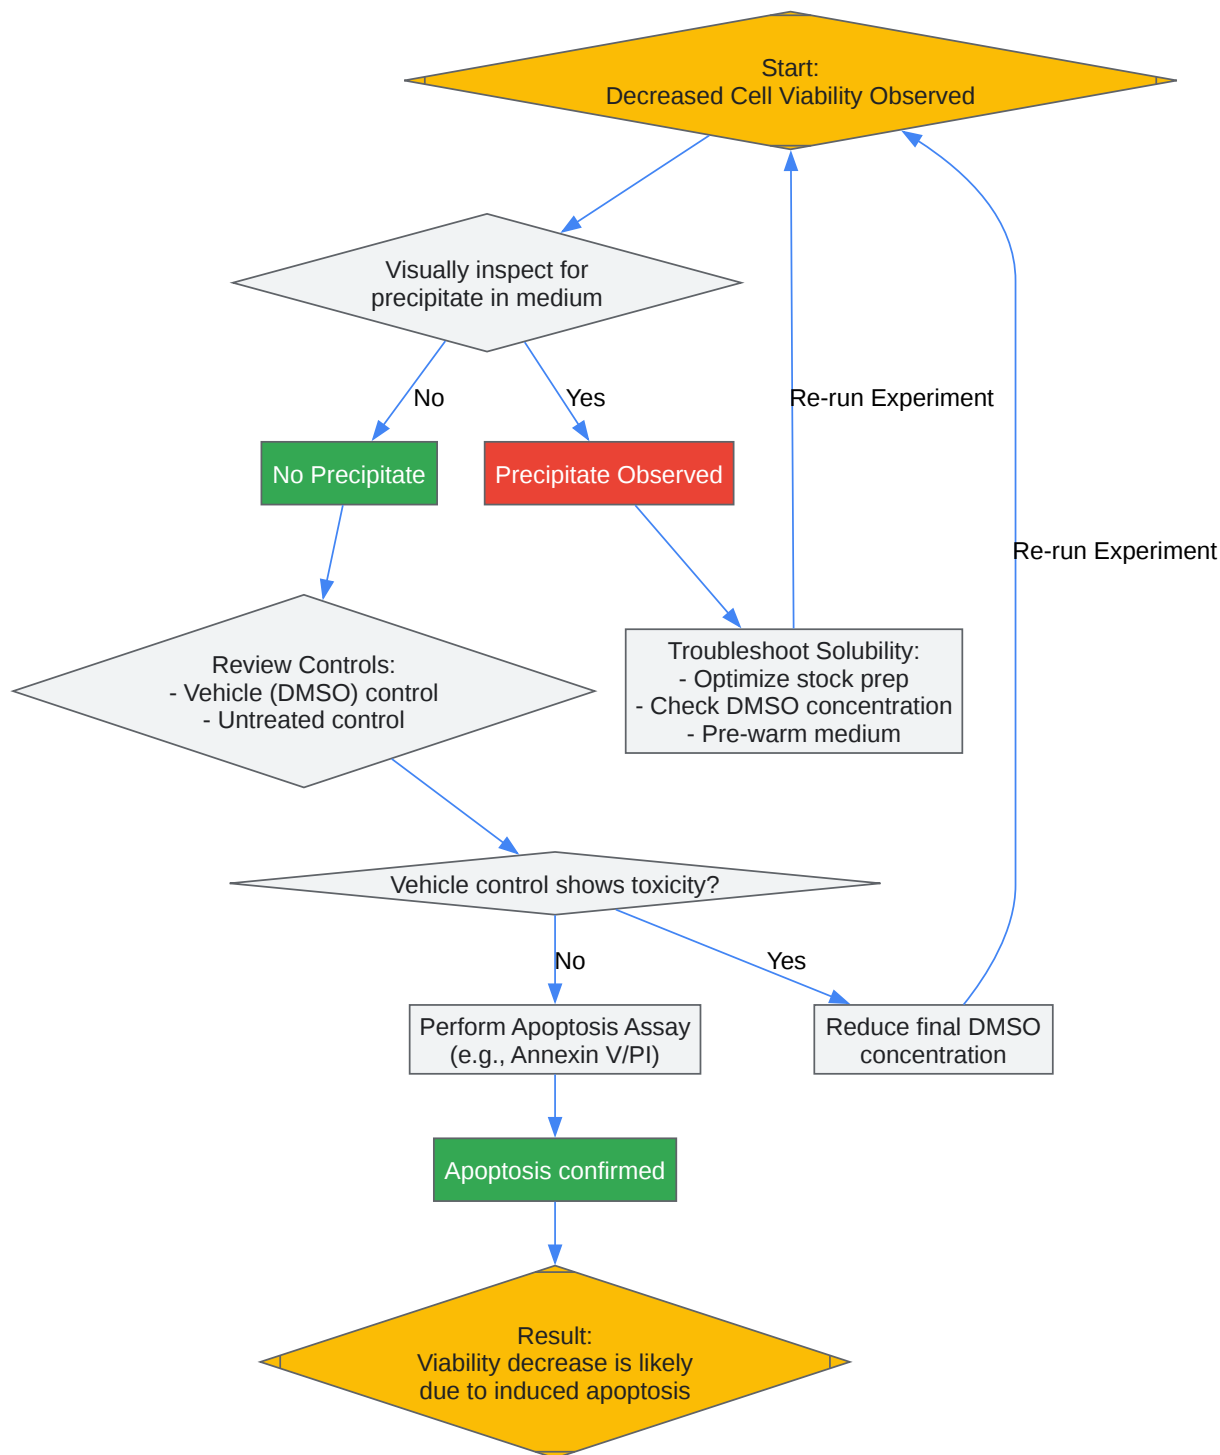 Start:
Decreased Cell Viability Observed
Visually inspect for
precipitate in medium
No
Yes
Re-run Experiment
No Precipitate
Precipitate Observed
Re-run Experiment
Review Controls:
- Vehicle (DMSO) control
- Untreated control
Troubleshoot Solubility:
- Optimize stock prep
- Check DMSO concentration
- Pre-warm medium
Vehicle control shows toxicity?
No
Yes
Perform Apoptosis Assay
(e.g., Annexin V/PI)
Reduce final DMSO
concentration
Apoptosis confirmed
Result:
Viability decrease is likely
due to induced apoptosis